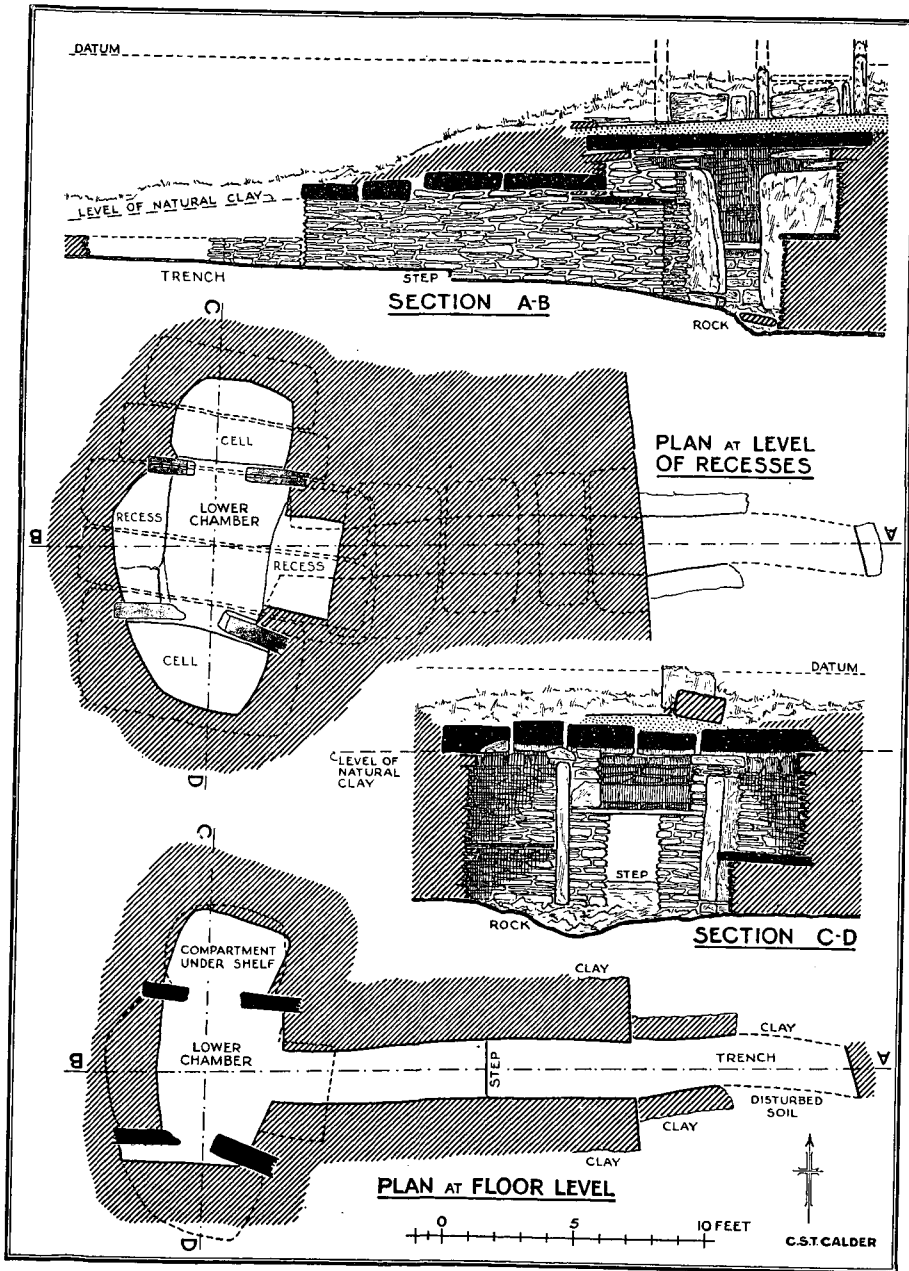 DATUM
LEVEL OF NATURAL CLAY
TRENCH
STEP
SECTION A-B
ROCK
C
CELL
PLAN AT LEVEL
OF RECESSES
RECESS
LOWER
CHAMBER
B
A
RECESS
CELL
DATUM
D
LEVEL OF
NATURAL
CLAY
STEP
ROCK
SECTION C-D
C
COMPARTMENT
UNDER SHELF
CLAY
LOWER
CHAMBER
B
STEP
CLAY
TRENCH
A
DISTURBED
SOIL
CLAY
CLAY
D
PLAN AT FLOOR LEVEL
0 5 10 FEET
C.S.T. CALDER